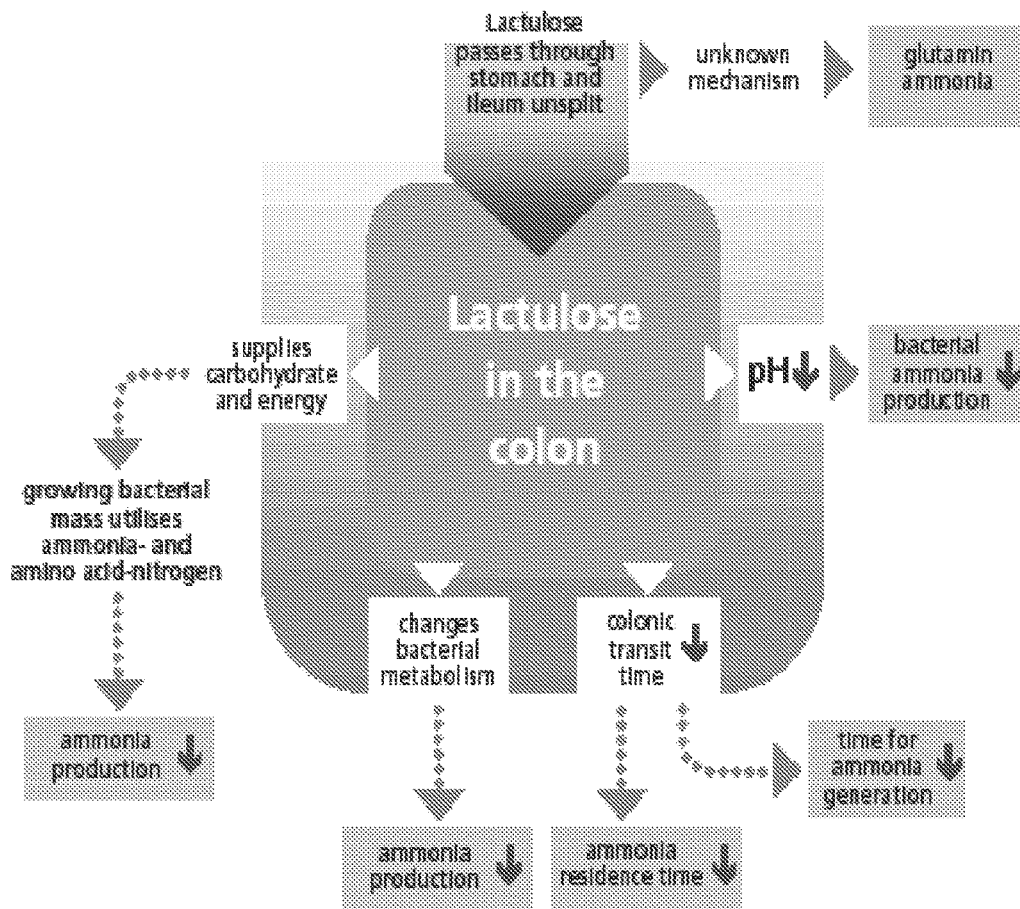 Lactulose
passes through
stomach and
ileum unsplit
unknown
mechanism
glutamin
ammonia
Lactulose
in the
colon
supplies
carbohydrate
and energy
pH
bacterial
ammonia
production
growing bacterial
mass utilises
ammonia- and
amino acid-nitrogen
changes
bacterial
metabolism
colonic
transit
time
ammonia
production
time for
ammonia
generation
ammonia
production
ammonia
residence time